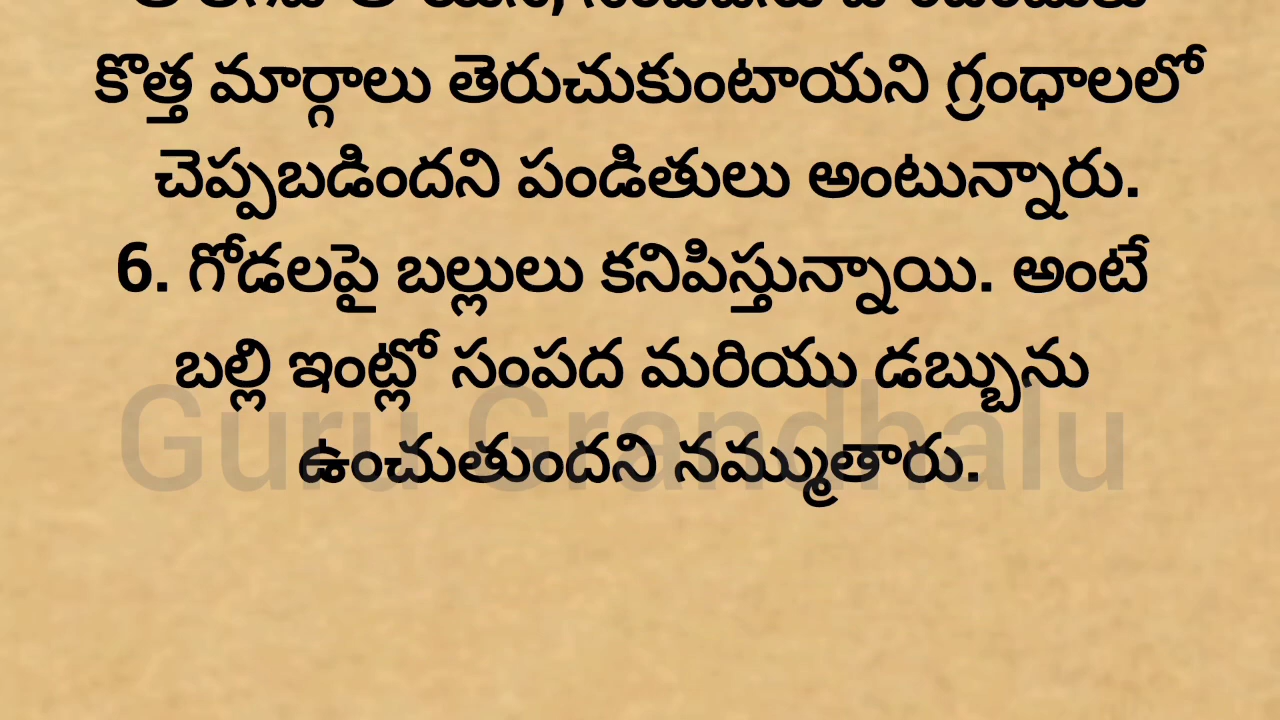 కొత్త మార్గాలు తెరుచుకుంటాయని గ్రంధాలలో
చెప్పబడిందని పండితులు అంటున్నారు.
6. గోడలపై బల్లులు కనిపిస్తున్నాయి. అంటే
బల్లి ఇంట్లో సంపద మరియు డబ్బును
ఉంచుతుందని నమ్ముతారు.
Guru Grandhalu